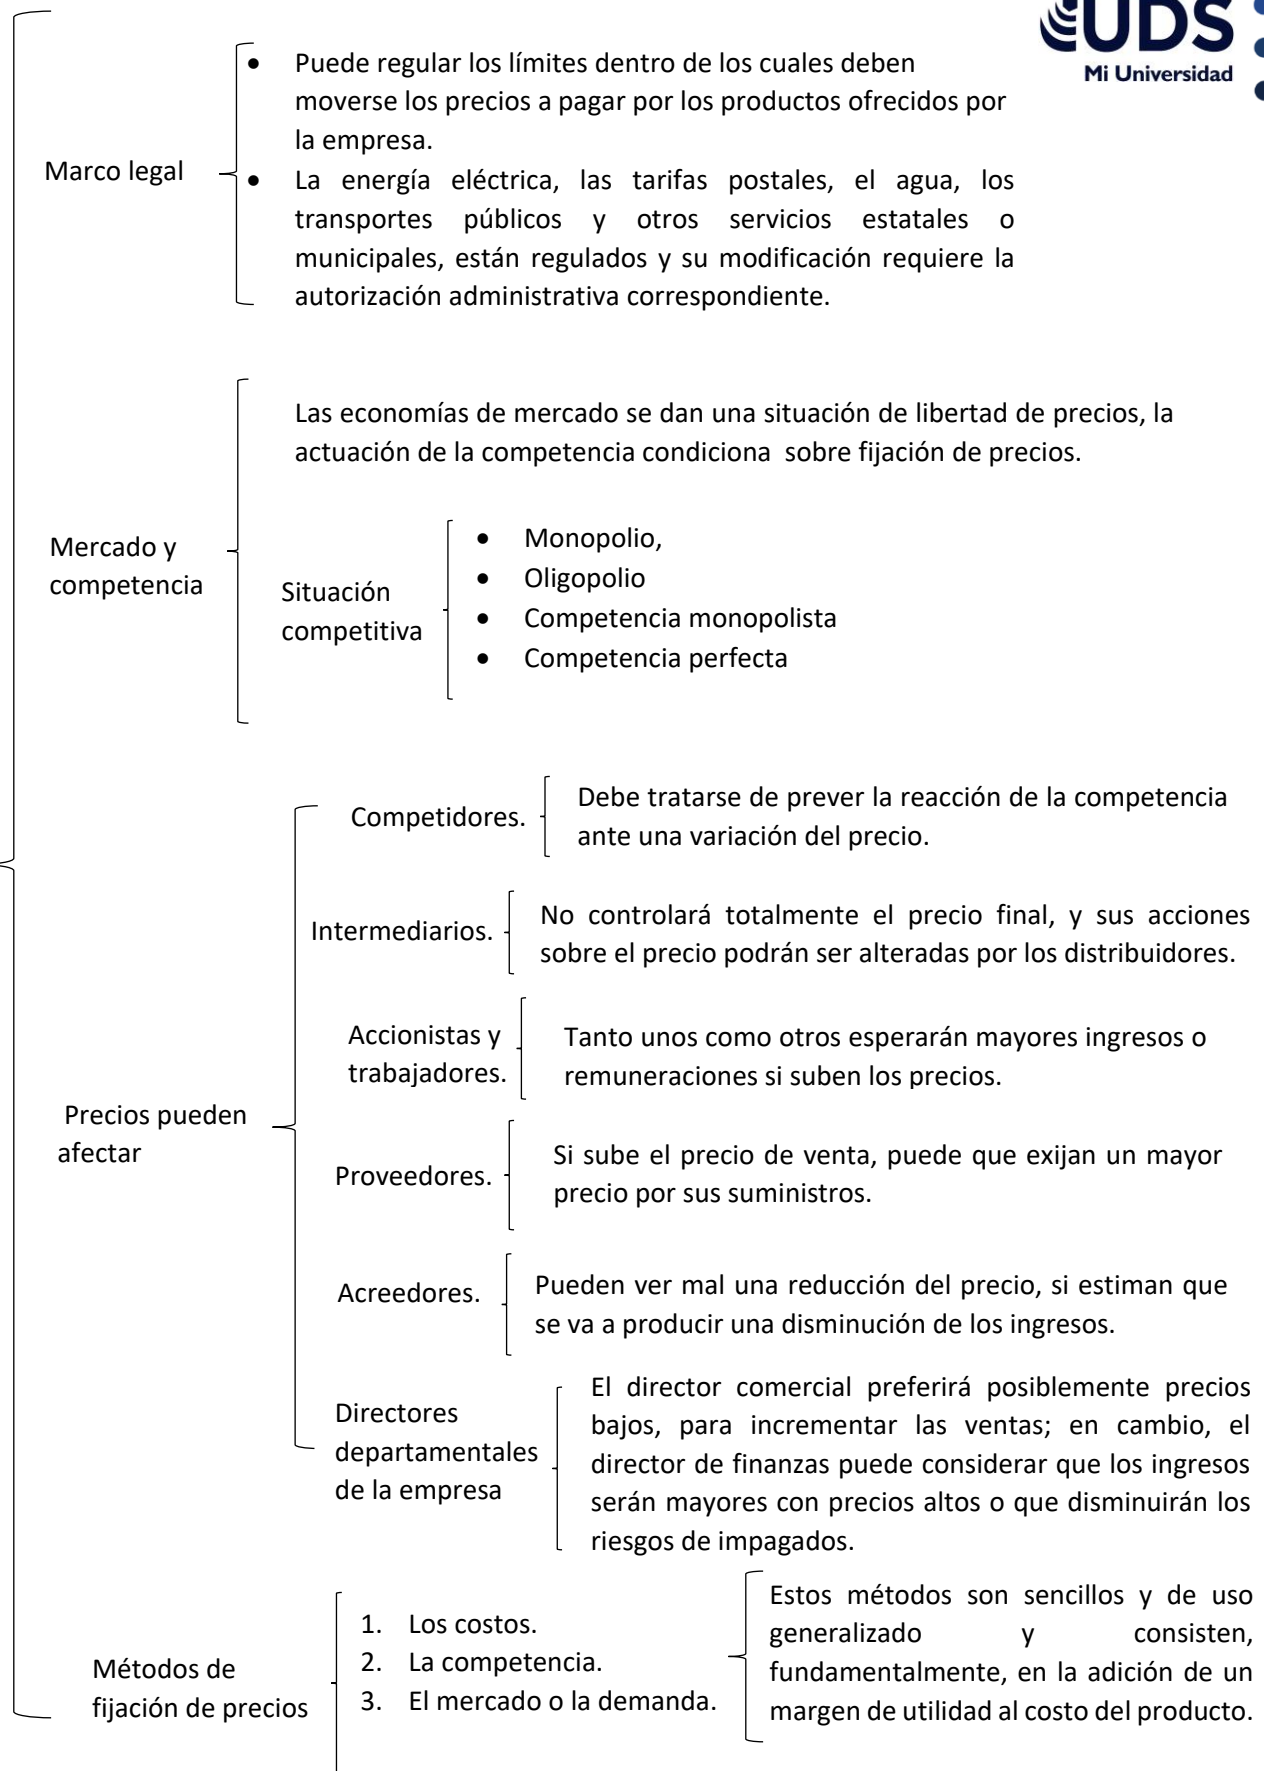 UDS
Mi Universidad
Marco legal
• Puede regular los límites dentro de los cuales deben
moverse los precios a pagar por los productos ofrecidos por
la empresa.
• La energía eléctrica, las tarifas postales, el agua, los
transportes públicos y otros servicios estatales o
municipales, están regulados y su modificación requiere la
autorización administrativa correspondiente.
Mercado y
competencia
Las economías de mercado se dan una situación de libertad de precios, la
actuación de la competencia condiciona  sobre fijación de precios.
Situación
competitiva
• Monopolio,
• Oligopolio
• Competencia monopolista
• Competencia perfecta
Precios pueden
afectar
Competidores.
Debe tratarse de prever la reacción de la competencia
ante una variación del precio.
Intermediarios.
No controlará totalmente el precio final, y sus acciones
sobre el precio podrán ser alteradas por los distribuidores.
Accionistas y
trabajadores.
Tanto unos como otros esperarán mayores ingresos o
remuneraciones si suben los precios.
Proveedores.
Si sube el precio de venta, puede que exijan un mayor
precio por sus suministros.
Acreedores.
Pueden ver mal una reducción del precio, si estiman que
se va a producir una disminución de los ingresos.
Directores
departamentales
de la empresa
El director comercial preferirá posiblemente precios
bajos, para incrementar las ventas; en cambio, el
director de finanzas puede considerar que los ingresos
serán mayores con precios altos o que disminuirán los
riesgos de impagados.
Métodos de
fijación de precios
1. Los costos.
2. La competencia.
3. El mercado o la demanda.
Estos métodos son sencillos y de uso
generalizado y consisten,
fundamentalmente, en la adición de un
margen de utilidad al costo del producto.